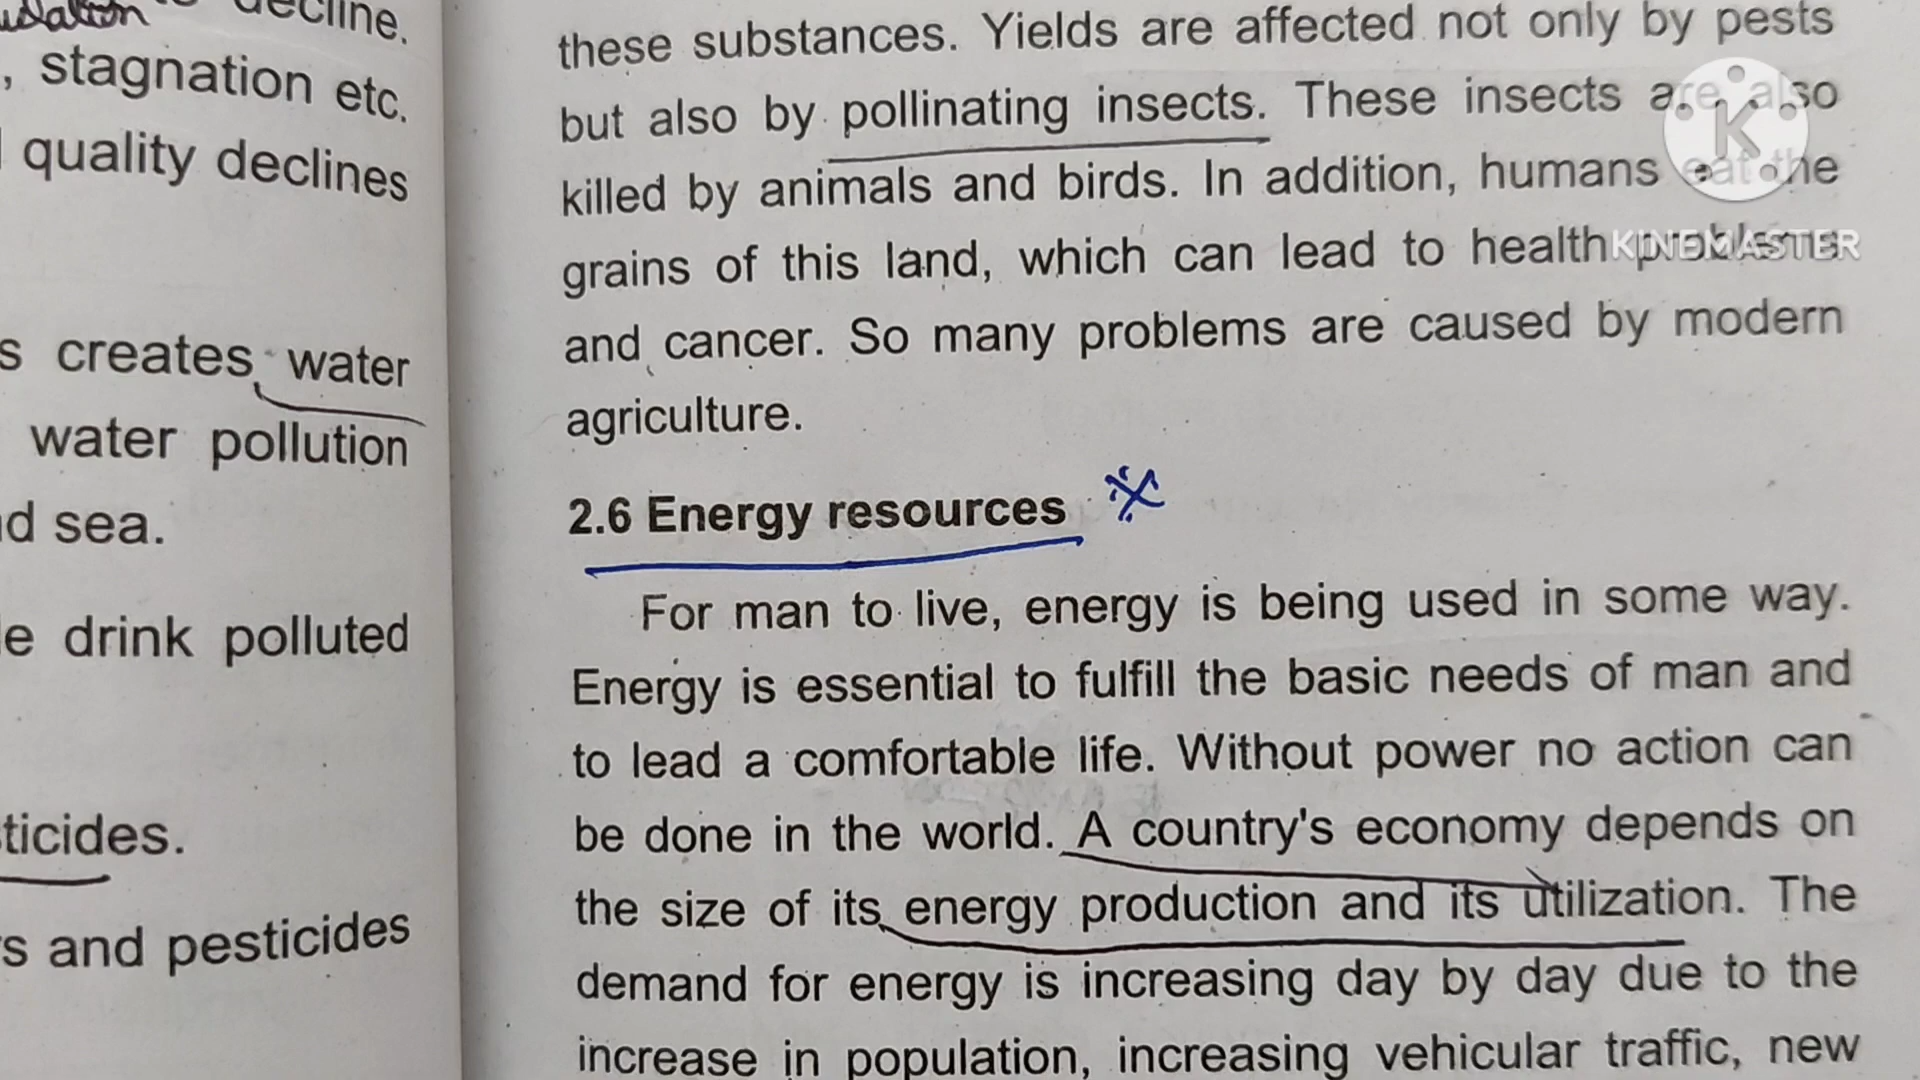 decline.
, stagnation etc.
quality declines
s creates water
water pollution
nd sea.
e drink polluted
ticides.
s and pesticides
these substances. Yields are affected not only by pests
but also by pollinating insects. These insects are also
killed by animals and birds. In addition, humans eat the
grains of this land, which can lead to health problems
and cancer. So many problems are caused by modern
agriculture.
2.6 Energy resources
For man to live, energy is being used in some way.
Energy is essential to fulfill the basic needs of man and
to lead a comfortable life. Without power no action can
be done in the world. A country's economy depends on
the size of its energy production and its utilization. The
demand for energy is increasing day by day due to the
increase in population, increasing vehicular traffic, new
K
KINEMASTER